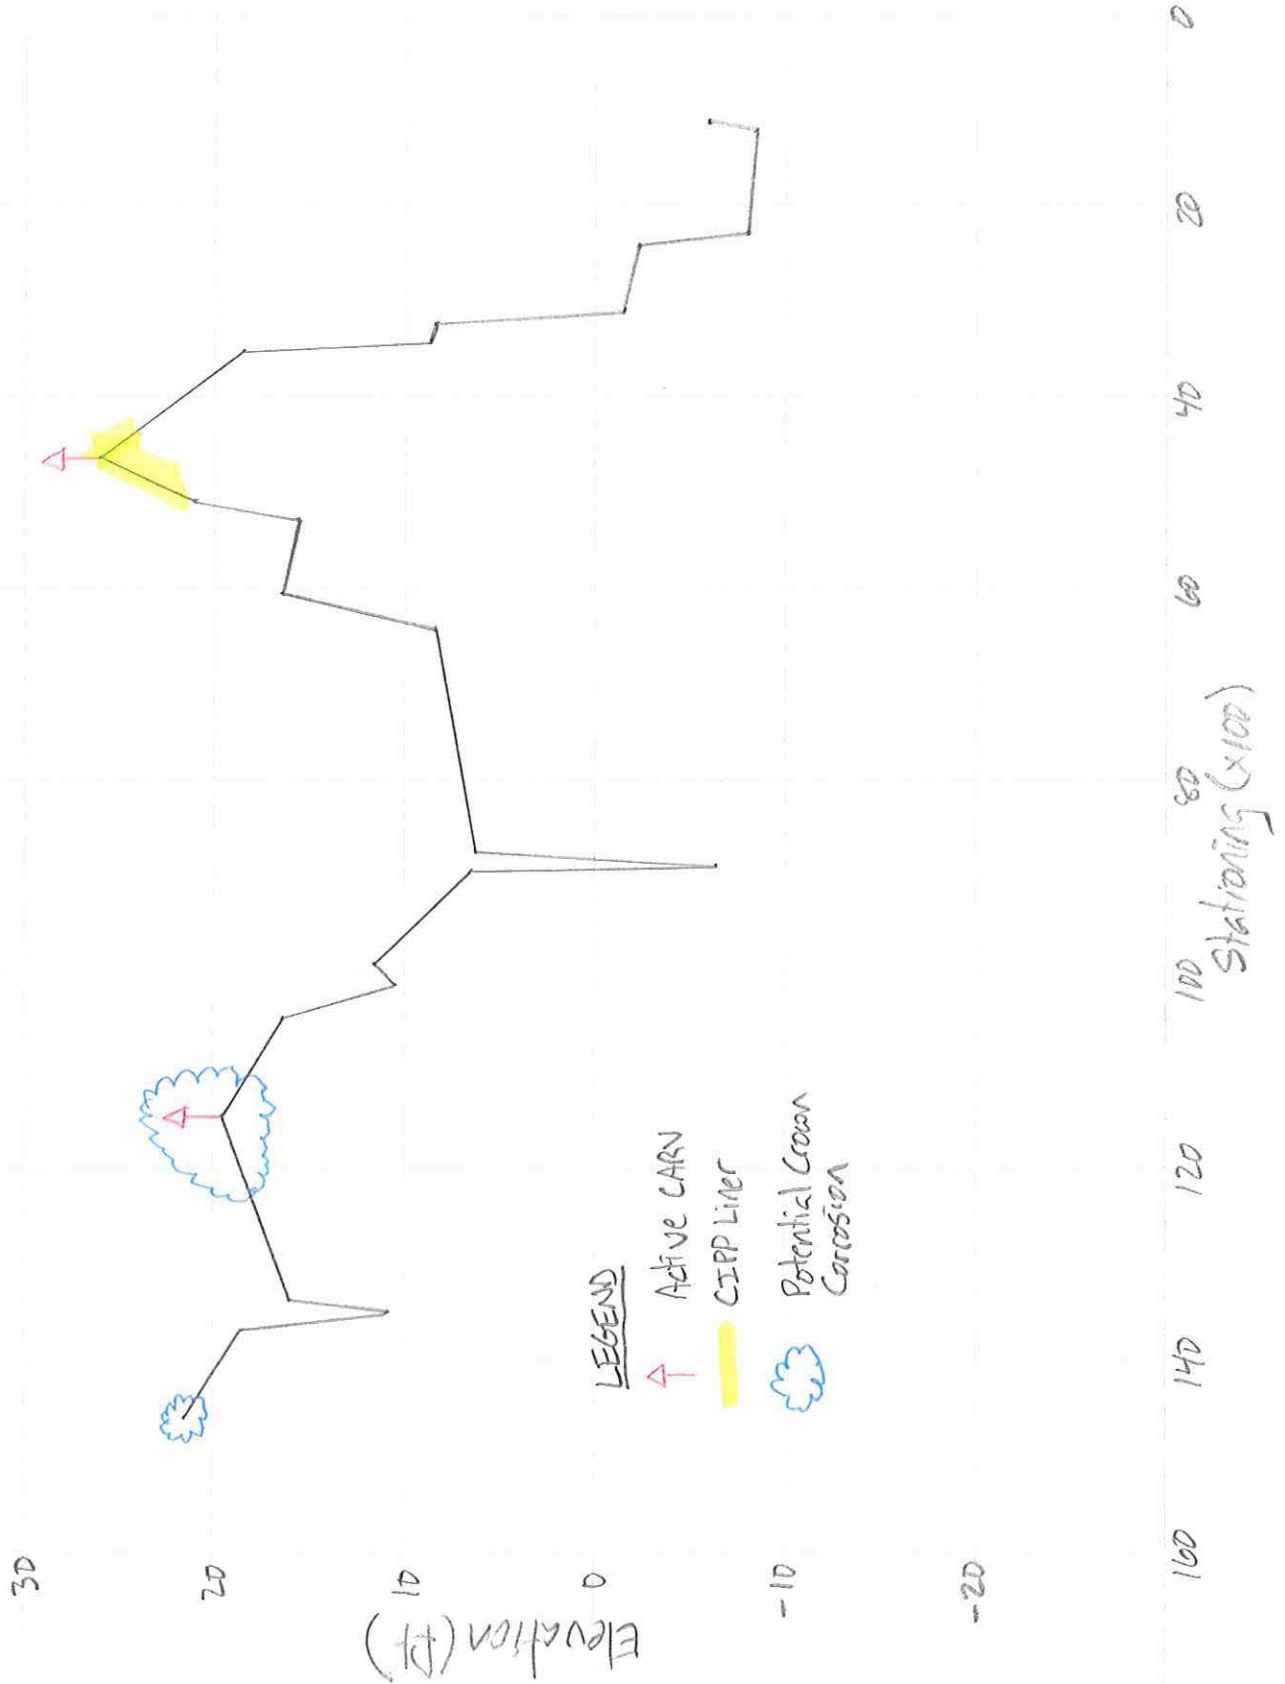 30
20
10
0
-10
-20
Elevation (ft)
160
140
120
100
80
60
40
20
0
Stationing (x100)
LEGEND
Active CARV
CIPP Liner
Potential Crown
Corrosion